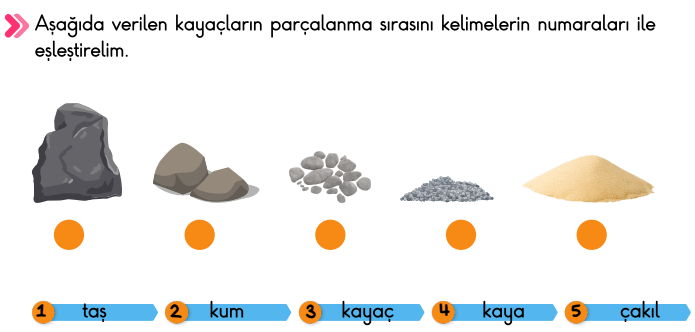 Aşağıda verilen kayaçların parçalanma sırasını kelimelerin numaraları ile
eşleştirelim.
1 taş 2 kum 3 kayaç 4 kaya 5 çakıl